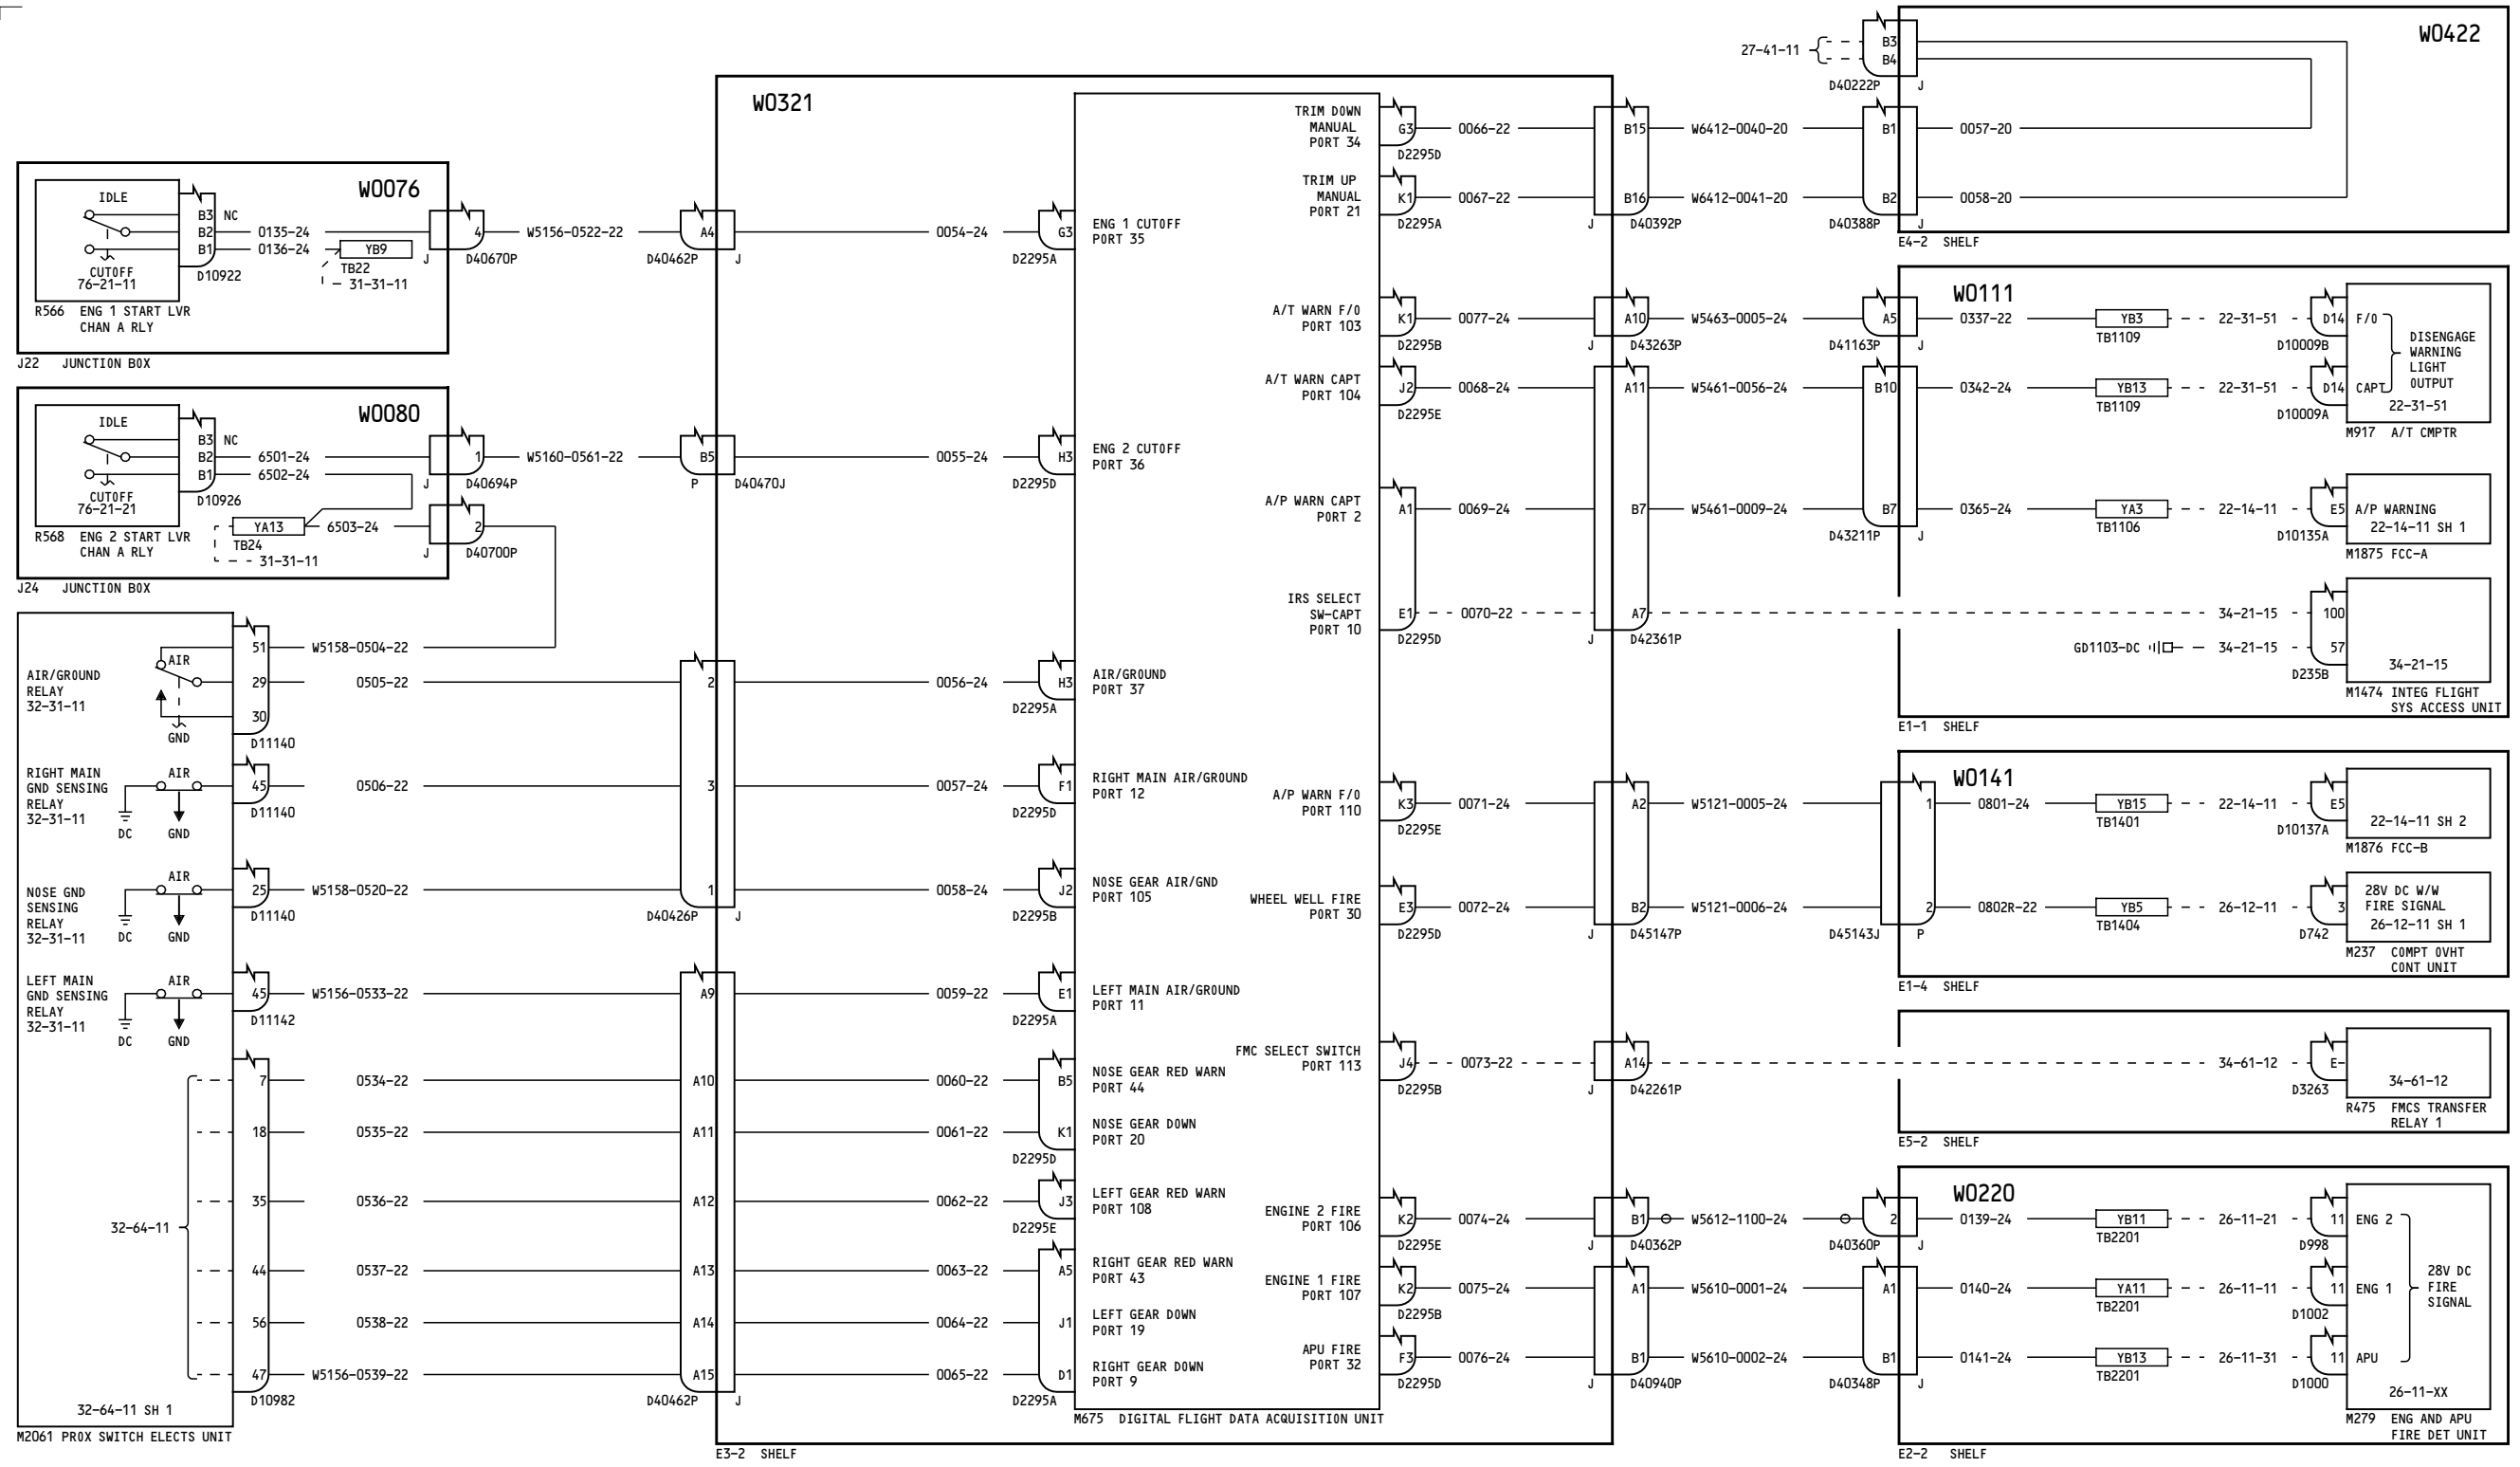 W0422
27-41-11
B3
B4
D40222P J
B1 0057-20
B2 0058-20
D40388P J
E4-2 SHELF
W0321
TRIM DOWN
MANUAL
PORT 34
G3 0066-22 B15 W6412-0040-20
D2295D
TRIM UP
MANUAL
PORT 21
K1 0067-22 B16 W6412-0041-20
D2295A J D40392P
W0076
IDLE
B3 NC
B2 0135-24 4 W5156-0522-22 A4 0054-24 G3
B1 0136-24 YB9
TB22
31-31-11
CUTOFF
76-21-11
D10922
J D40670P D40462P J D2295A
ENG 1 CUTOFF
PORT 35
R566 ENG 1 START LVR
CHAN A RLY
J22 JUNCTION BOX
W0111
A/T WARN F/O
PORT 103
K1 0077-24 A10 W5463-0005-24 A5 0337-22 YB3 22-31-51 D14 F/O
D2295B J D43263P D41163P J TB1109 D10009B
A/T WARN CAPT
PORT 104
J2 0068-24 A11 W5461-0056-24 B10 0342-24 YB13 22-31-51 D14 CAPT
D2295E TB1109 D10009A
DISENGAGE
WARNING
LIGHT
OUTPUT
22-31-51
M917 A/T CMPTR
W0080
IDLE
B3 NC
B2 6501-24 1 W5160-0561-22 B5 0055-24 H3
B1 6502-24
CUTOFF
76-21-21
D10926
J D40694P P D40470J D2295D
ENG 2 CUTOFF
PORT 36
YA13 6503-24 2
TB24
31-31-11
J D40700P
R568 ENG 2 START LVR
CHAN A RLY
J24 JUNCTION BOX
A/P WARN CAPT
PORT 2
A1 0069-24 B7 W5461-0009-24 B7 0365-24 YA3 22-14-11 E5 A/P WARNING
22-14-11 SH 1
D43211P J TB1106 D10135A
M1875 FCC-A
IRS SELECT
SW-CAPT
PORT 10
E1 0070-22 A7 34-21-15 100
D2295D J D42361P
GD1103-DC 34-21-15 57
D235B
34-21-15
M1474 INTEG FLIGHT
SYS ACCESS UNIT
E1-1 SHELF
AIR/GROUND
RELAY
32-31-11
AIR
GND
51 W5158-0504-22
29 0505-22 2 0056-24 H3
30
D11140 D2295A
AIR/GROUND
PORT 37
RIGHT MAIN
GND SENSING
RELAY
32-31-11
AIR
DC GND
45 0506-22 3 0057-24 F1
D11140 D2295D
RIGHT MAIN AIR/GROUND
PORT 12
W0141
A/P WARN F/O
PORT 110
K3 0071-24 A2 W5121-0005-24 1 0801-24 YB15 22-14-11 E5
D2295E TB1401 D10137A
22-14-11 SH 2
M1876 FCC-B
NOSE GND
SENSING
RELAY
32-31-11
AIR
DC GND
25 W5158-0520-22 1 0058-24 J2
D11140 D40426P J D2295B
NOSE GEAR AIR/GND
PORT 105
WHEEL WELL FIRE
PORT 30
E3 0072-24 B2 W5121-0006-24 2 0802R-22 YB5 26-12-11 3
D2295D J D45147P D45143J P TB1404 D742
28V DC W/W
FIRE SIGNAL
26-12-11 SH 1
M237 COMPT OVHT
CONT UNIT
E1-4 SHELF
LEFT MAIN
GND SENSING
RELAY
32-31-11
AIR
DC GND
45 W5156-0533-22 A9 0059-22 E1
D11142 D2295A
LEFT MAIN AIR/GROUND
PORT 11
FMC SELECT SWITCH
PORT 113
J4 0073-22 A14 34-61-12 E-
D2295B J D42261P D3263
34-61-12
R475 FMCS TRANSFER
RELAY 1
E5-2 SHELF
7 0534-22 A10 0060-22 B5
NOSE GEAR RED WARN
PORT 44
18 0535-22 A11 0061-22 K1
D2295D
NOSE GEAR DOWN
PORT 20
32-64-11
35 0536-22 A12 0062-22 J3
D2295E
LEFT GEAR RED WARN
PORT 108
44 0537-22 A13 0063-22 A5
RIGHT GEAR RED WARN
PORT 43
56 0538-22 A14 0064-22 J1
LEFT GEAR DOWN
PORT 19
47 W5156-0539-22 A15 0065-22 D1
RIGHT GEAR DOWN
PORT 9
D10982 D40462P J D2295A
32-64-11 SH 1
M2061 PROX SWITCH ELECTS UNIT
W0220
ENGINE 2 FIRE
PORT 106
K2 0074-24 B1 W5612-1100-24 2 0139-24 YB11 26-11-21 11 ENG 2
D2295E J D40362P D40360P J TB2201 D998
ENGINE 1 FIRE
PORT 107
K2 0075-24 A1 W5610-0001-24 A1 0140-24 YA11 26-11-11 11 ENG 1
D2295B TB2201 D1002
28V DC
FIRE
SIGNAL
APU FIRE
PORT 32
F3 0076-24 B1 W5610-0002-24 B1 0141-24 YB13 26-11-31 11 APU
D2295D J D40940P D40348P J TB2201 D1000
26-11-XX
M675 DIGITAL FLIGHT DATA ACQUISITION UNIT
M279 ENG AND APU
FIRE DET UNIT
E3-2 SHELF
E2-2 SHELF